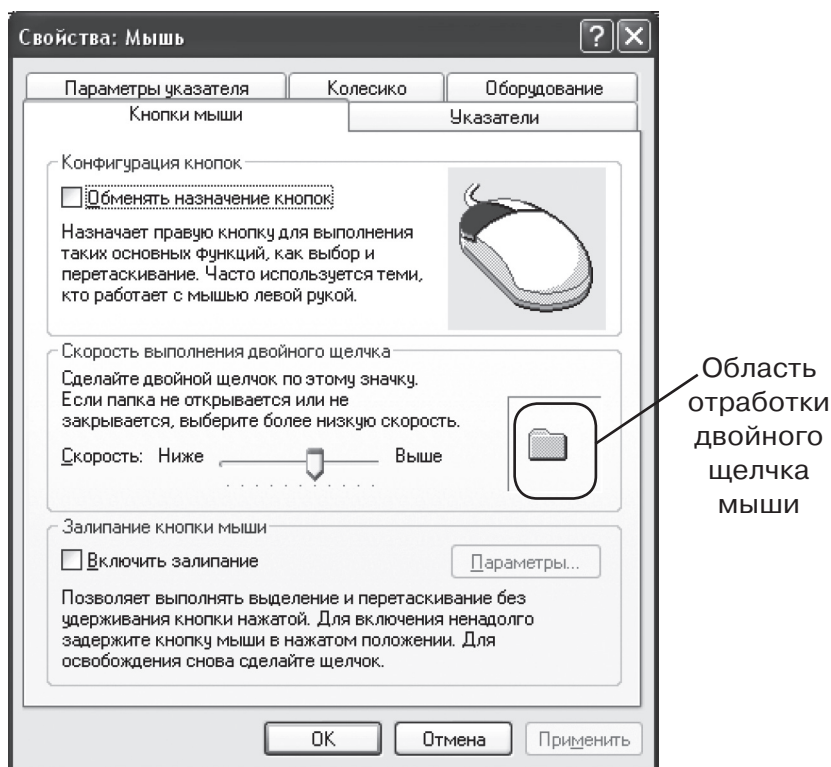 Свойства: Мышь
Параметры указателя
Колесико
Оборудование
Кнопки мыши
Указатели
Конфигурация кнопок
Обменять назначение кнопок
Назначает правую кнопку для выполнения
таких основных функций, как выбор и
перетаскивание. Часто используется теми,
кто работает с мышью левой рукой.
Скорость выполнения двойного щелчка
Сделайте двойной щелчок по этому значку.
Если папка не открывается или не
закрывается, выберите более низкую скорость.
Скорость: Ниже Выше
Область
отработки
двойного
щелчка
мыши
Залипание кнопки мыши
Включить залипание
Параметры...
Позволяет выполнять выделение и перетаскивание без
удерживания кнопки нажатой. Для включения ненадолго
задержите кнопку мыши в нажатом положении. Для
освобождения снова сделайте щелчок.
ОК
Отмена
Применить